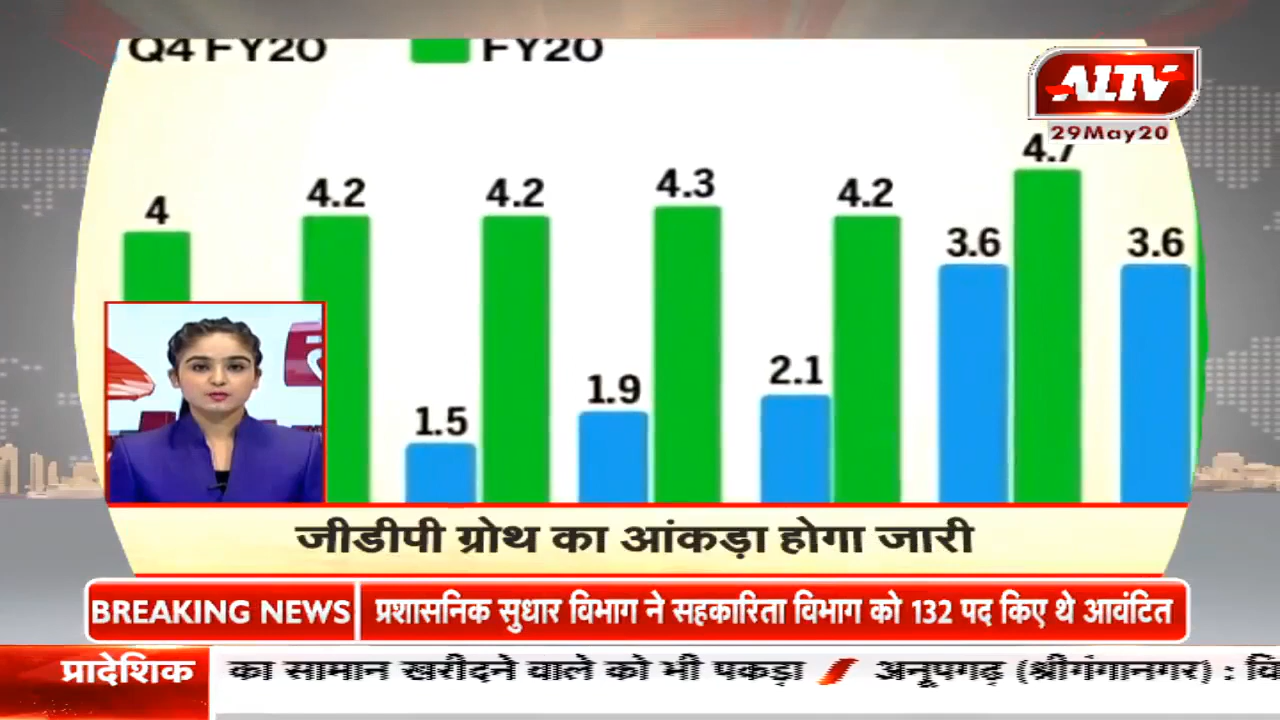 Q4 FY20 FY20
ALTV
29May20
4 4.2 4.2 4.3 4.2 4.7
3.6 3.6
1.5 1.9 2.1
जीडीपी ग्रोथ का आंकड़ा होगा जारी
BREAKING NEWS प्रशासनिक सुधार विभाग ने सहकारिता विभाग को 132 पद किए थे आवंटित
प्रादेशिक का सामान खरीदने वाले को भी पकड़ा अनूपगढ़ (श्रीगंगानगर) :